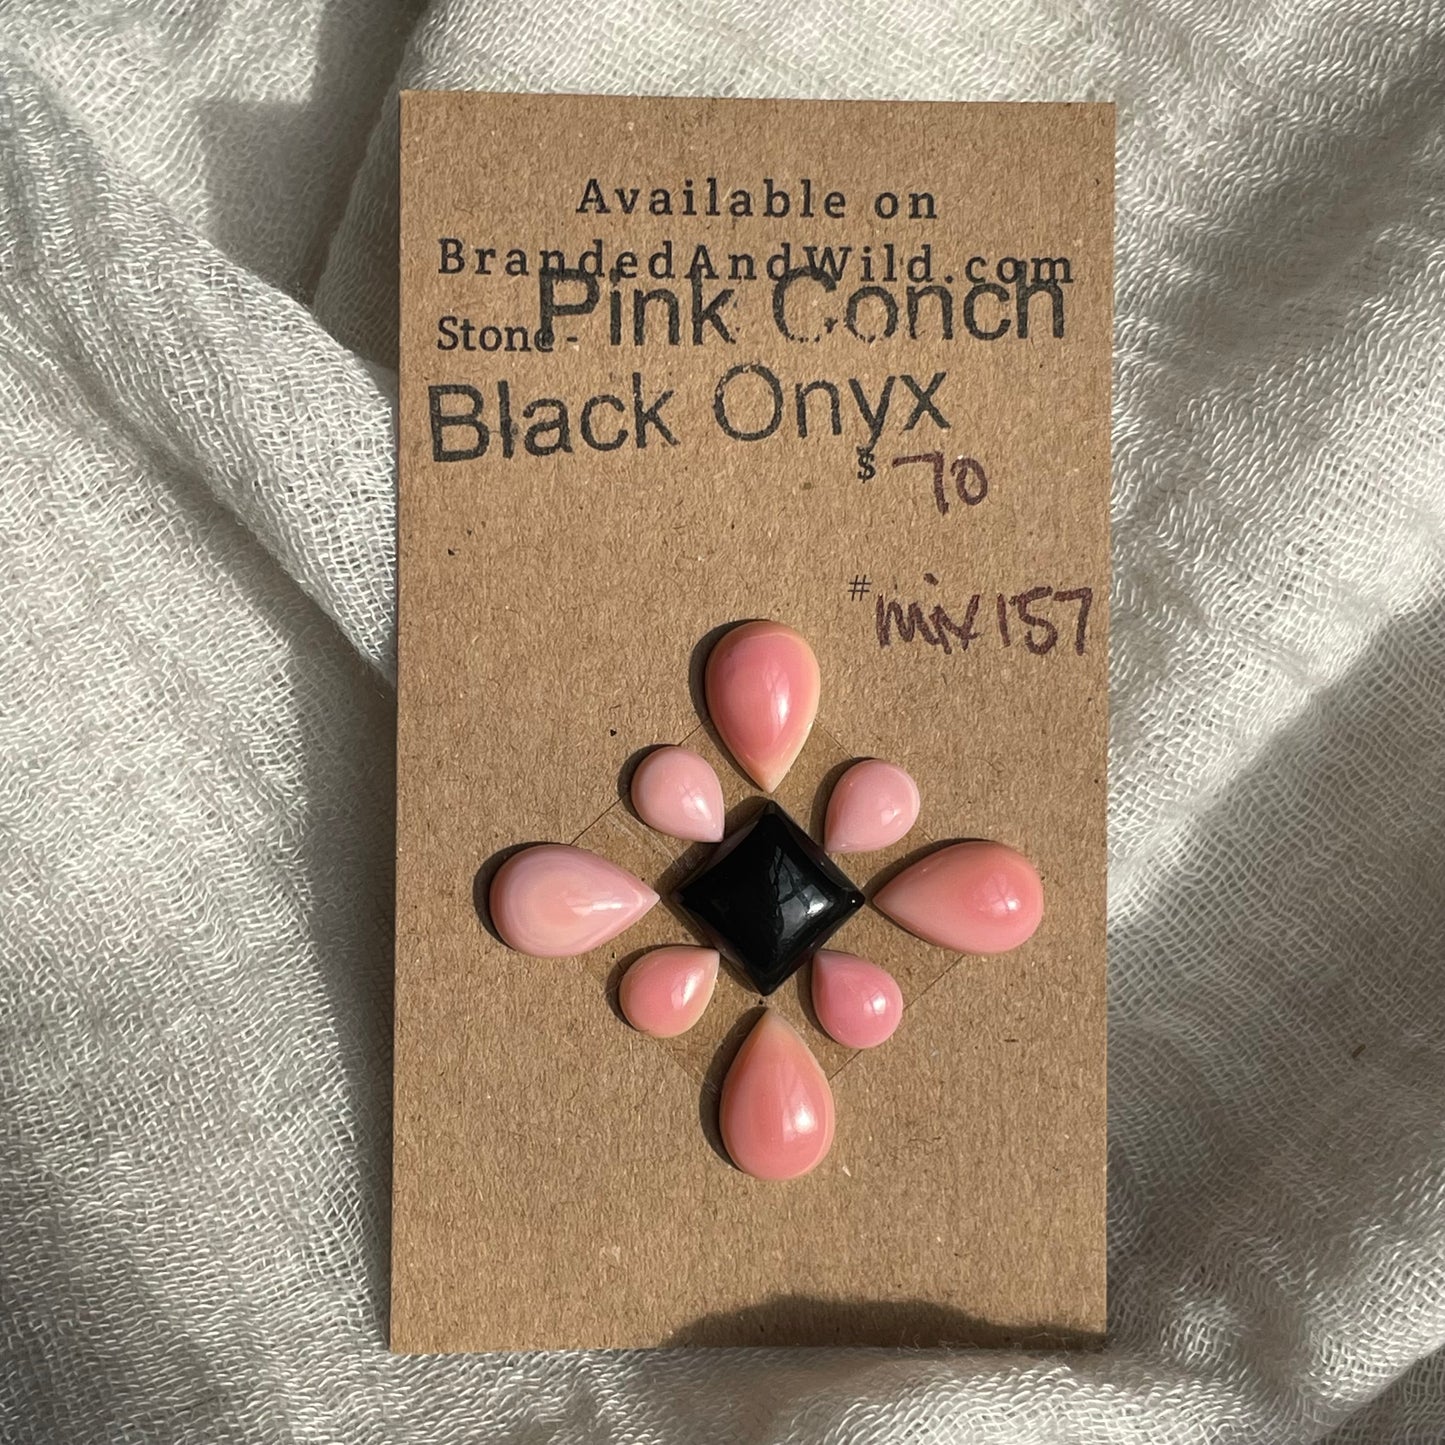 Available on
BrandedAndWild.com
Stone - Pink Conch
Black Onyx
$ 70
# mix157